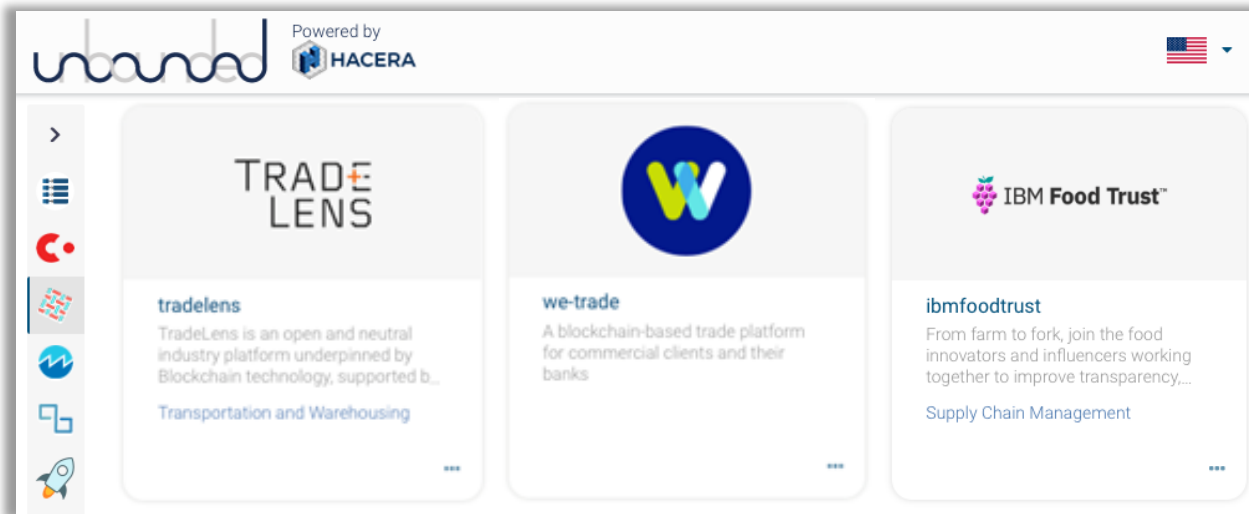 unbounded
Powered by
HACERA
TRADE
LENS
W
IBM Food Trust™
tradelens
TradeLens is an open and neutral
industry platform underpinned by
Blockchain technology, supported b...
Transportation and Warehousing
we-trade
A blockchain-based trade platform
for commercial clients and their
banks
ibmfoodtrust
From farm to fork, join the food
innovators and influencers working
together to improve transparency,...
Supply Chain Management